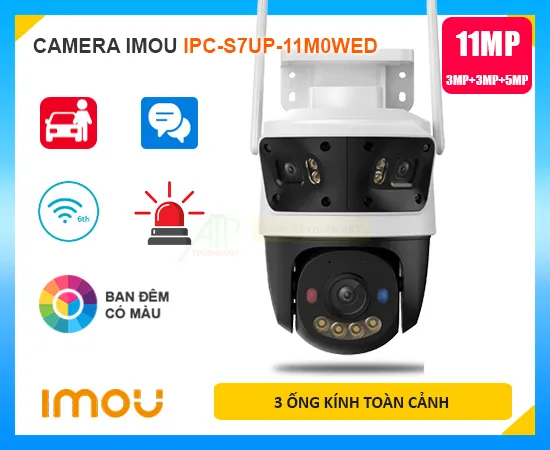 CAMERA IMOU IPC-S7UP-11M0WED
11MP
3MP+3MP+5MP
6th
BAN ĐÊM
CÓ MÀU
imou
3 ỐNG KÍNH TOÀN CẢNH